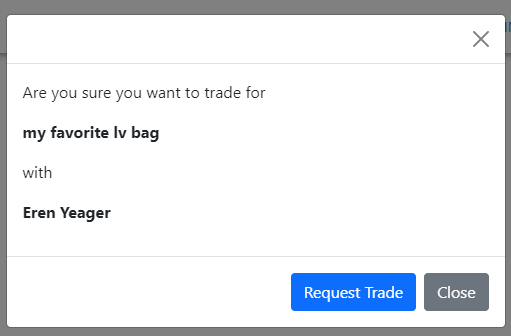 Are you sure you want to trade for
my favorite lv bag
with
Eren Yeager
Request Trade
Close